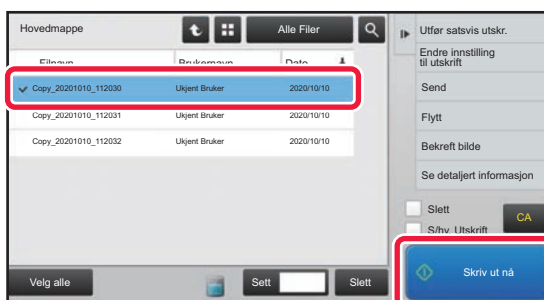 Hovedmappe
Alle Filer
Filnavn
Brukernavn
Dato
Copy_20201010_112030
Ukjent Bruker
2020/10/10
Copy_20201010_112031
Ukjent Bruker
2020/10/10
Copy_20201010_112032
Ukjent Bruker
2020/10/10
Velg alle
Sett
Slett
Utfør satsvis utskr.
Endre innstilling
til utskrift
Send
Flytt
Bekreft bilde
Se detaljert informasjon
Slett
S/hv. Utskrift
CA
Skriv ut nå